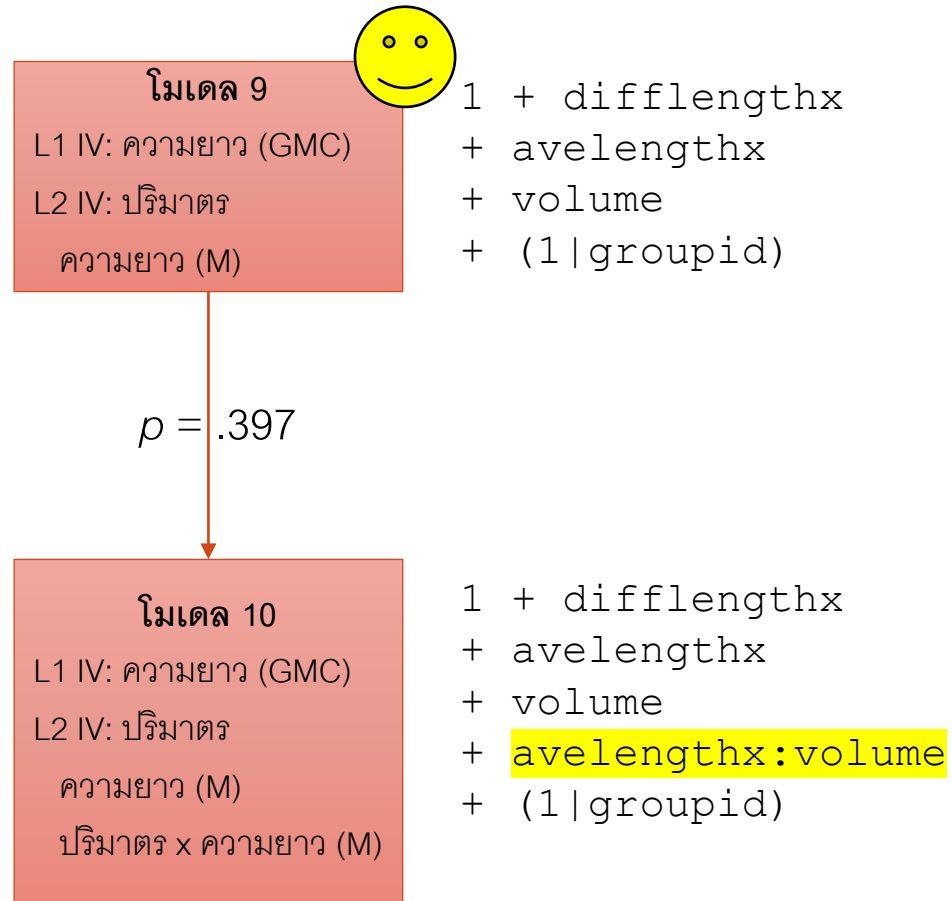 โมเดล 9
L1 IV: ความยาว (GMC)
L2 IV: ปริมาตร
ความยาว (M)
1 + difflengthx
+ avelengthx
+ volume
+ (1|groupid)
p = .397
โมเดล 10
L1 IV: ความยาว (GMC)
L2 IV: ปริมาตร
ความยาว (M)
ปริมาตร x ความยาว (M)
1 + difflengthx
+ avelengthx
+ volume
+ avelengthx:volume
+ (1|groupid)